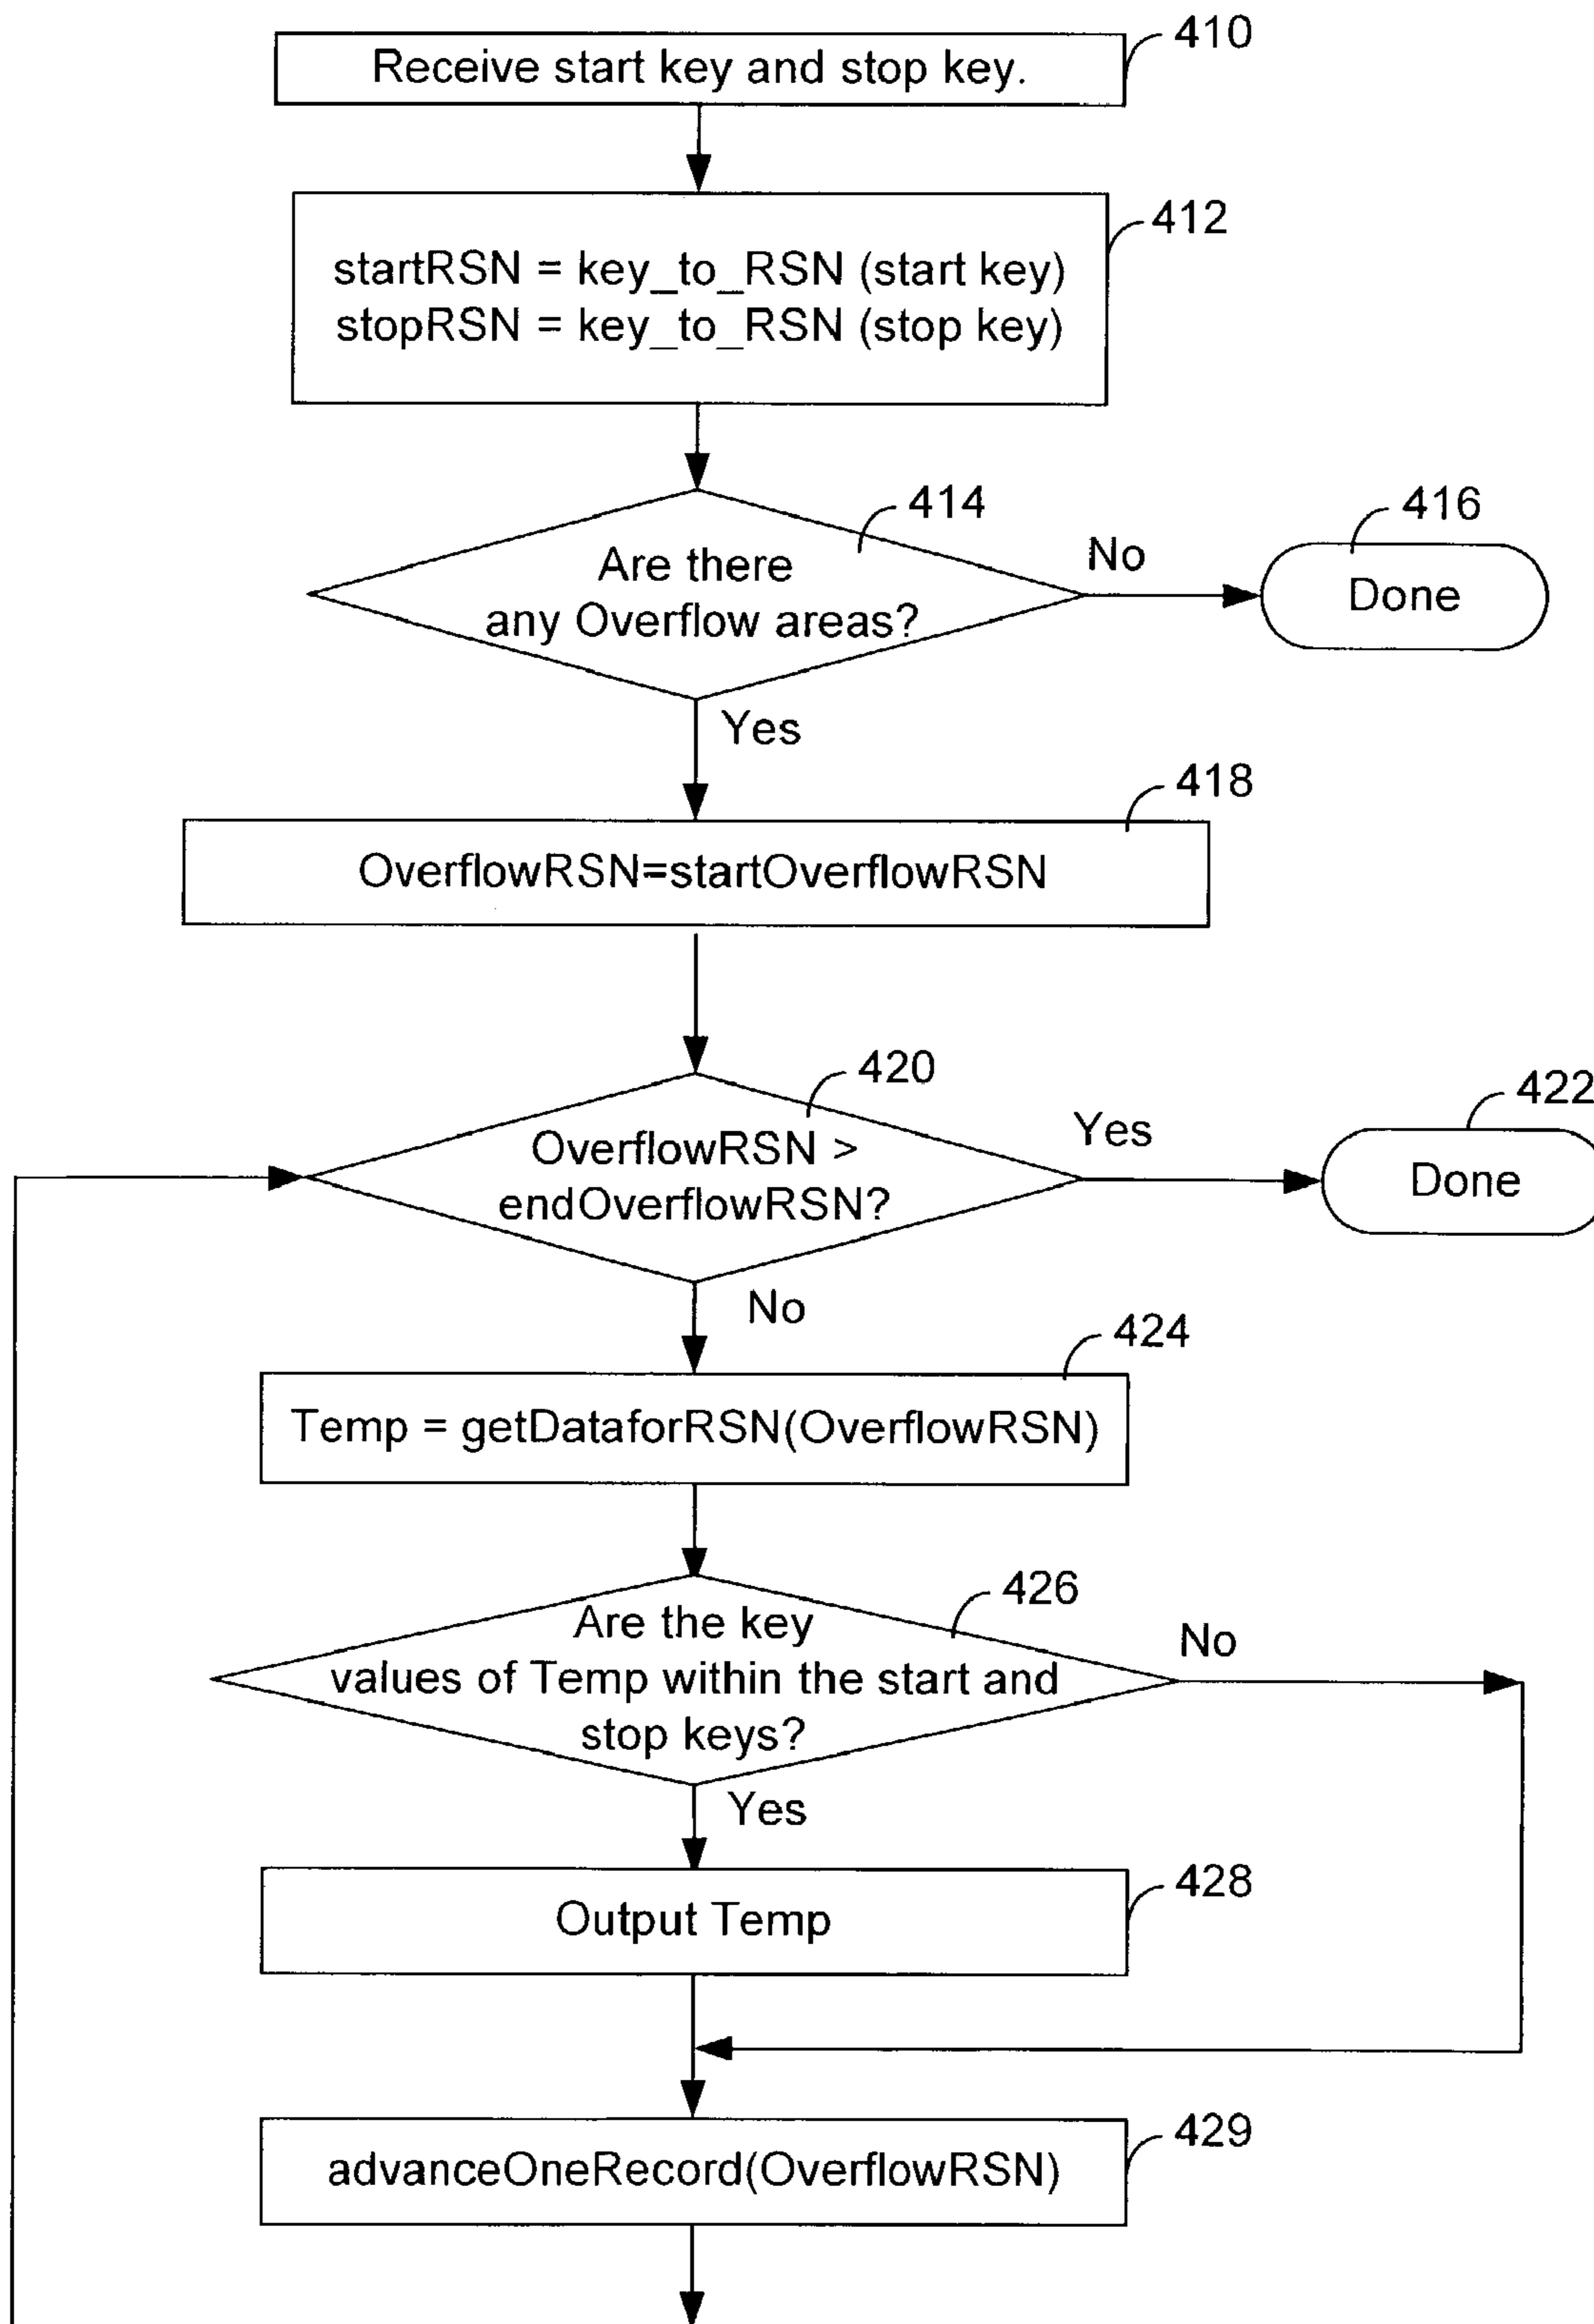 410
Receive start key and stop key.
412
startRSN = key_to_RSN (start key)
stopRSN = key_to_RSN (stop key)
414
Are there
any Overflow areas?
No
416
Done
Yes
418
OverflowRSN=startOverflowRSN
420
OverflowRSN >
endOverflowRSN?
Yes
422
Done
No
424
Temp = getDataforRSN(OverflowRSN)
426
Are the key
values of Temp within the start and
stop keys?
No
Yes
428
Output Temp
429
advanceOneRecord(OverflowRSN)